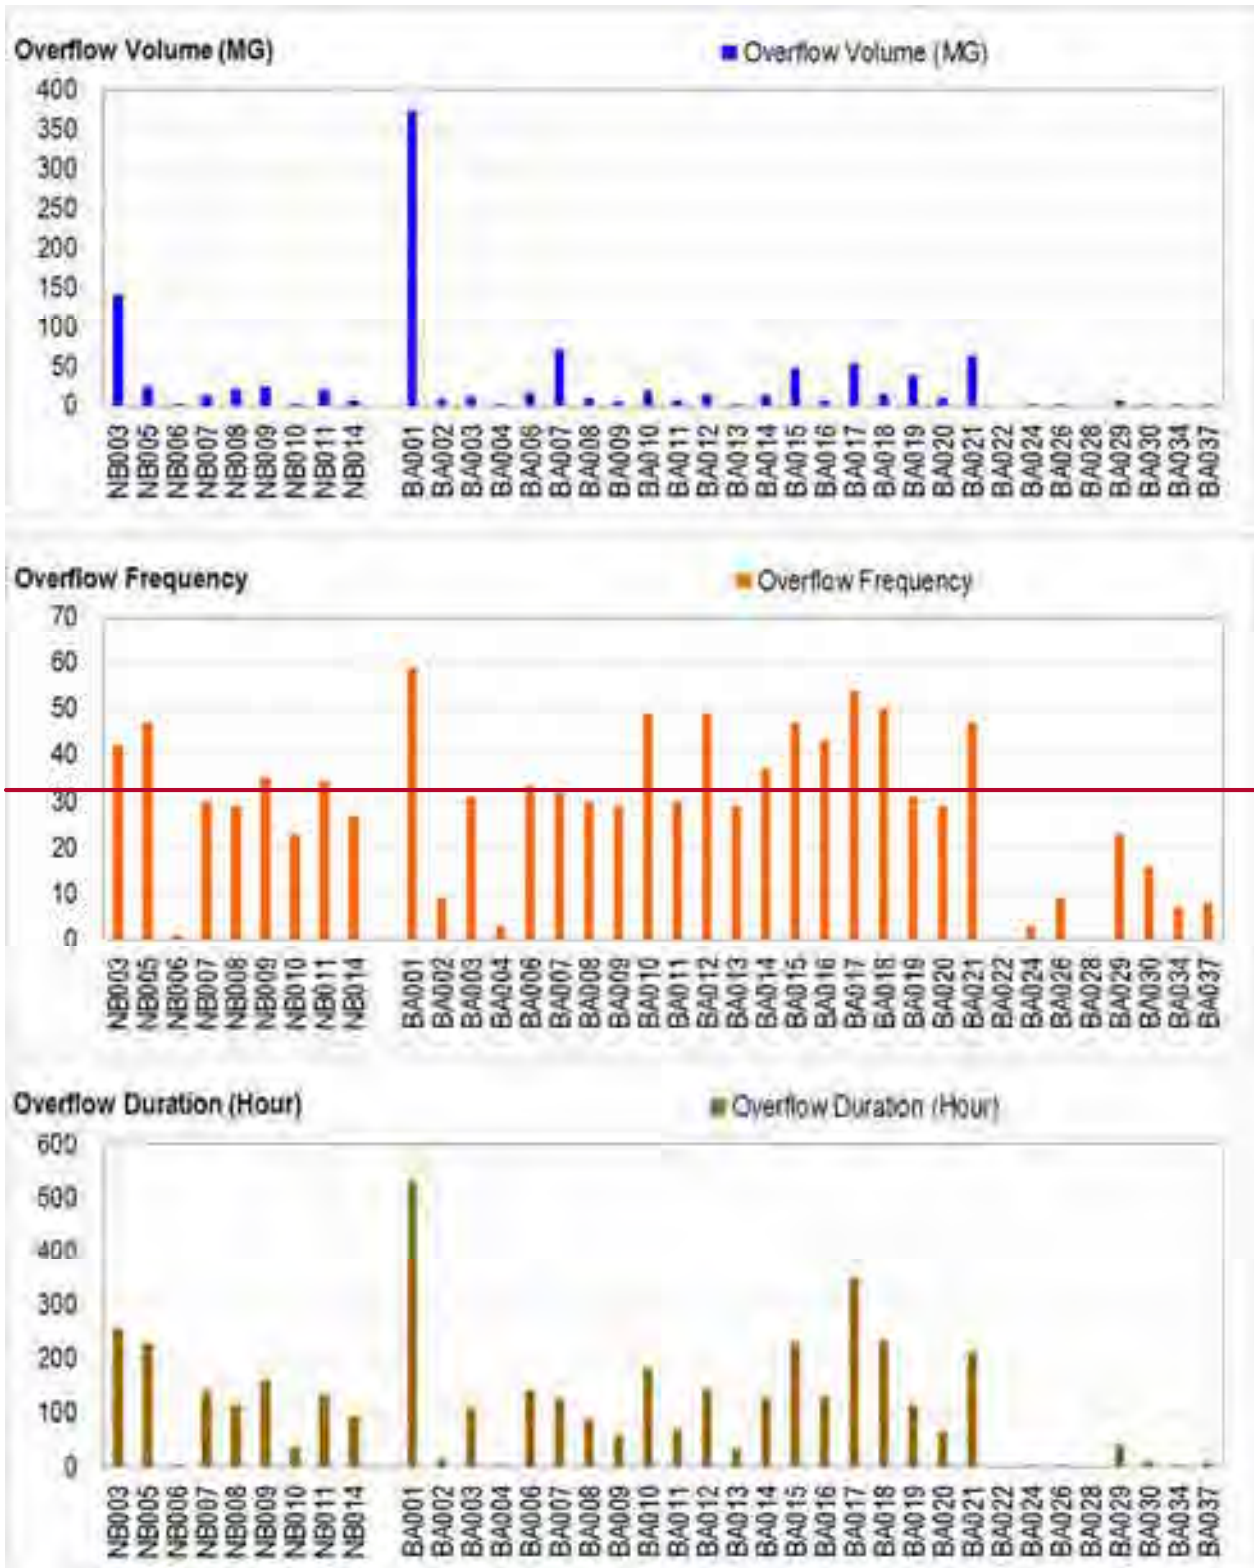 Overflow Volume (MG)
Overflow Volume (MG)
400
350
300
250
200
150
100
50
0
NB003 NB005 NB006 NB007 NB008 NB009 NB010 NB011 NB014 BA001 BA002 BA003 BA004 BA006 BA007 BA008 BA009 BA010 BA011 BA012 BA013 BA014 BA015 BA016 BA017 BA018 BA019 BA020 BA021 BA022 BA024 BA026 BA028 BA029 BA030 BA034 BA037
Overflow Frequency
Overflow Frequency
70
60
50
40
30
20
10
0
NB003 NB005 NB006 NB007 NB008 NB009 NB010 NB011 NB014 BA001 BA002 BA003 BA004 BA006 BA007 BA008 BA009 BA010 BA011 BA012 BA013 BA014 BA015 BA016 BA017 BA018 BA019 BA020 BA021 BA022 BA024 BA026 BA028 BA029 BA030 BA034 BA037
Overflow Duration (Hour)
Overflow Duration (Hour)
600
500
400
300
200
100
0
NB003 NB005 NB006 NB007 NB008 NB009 NB010 NB011 NB014 BA001 BA002 BA003 BA004 BA006 BA007 BA008 BA009 BA010 BA011 BA012 BA013 BA014 BA015 BA016 BA017 BA018 BA019 BA020 BA021 BA022 BA024 BA026 BA028 BA029 BA030 BA034 BA037